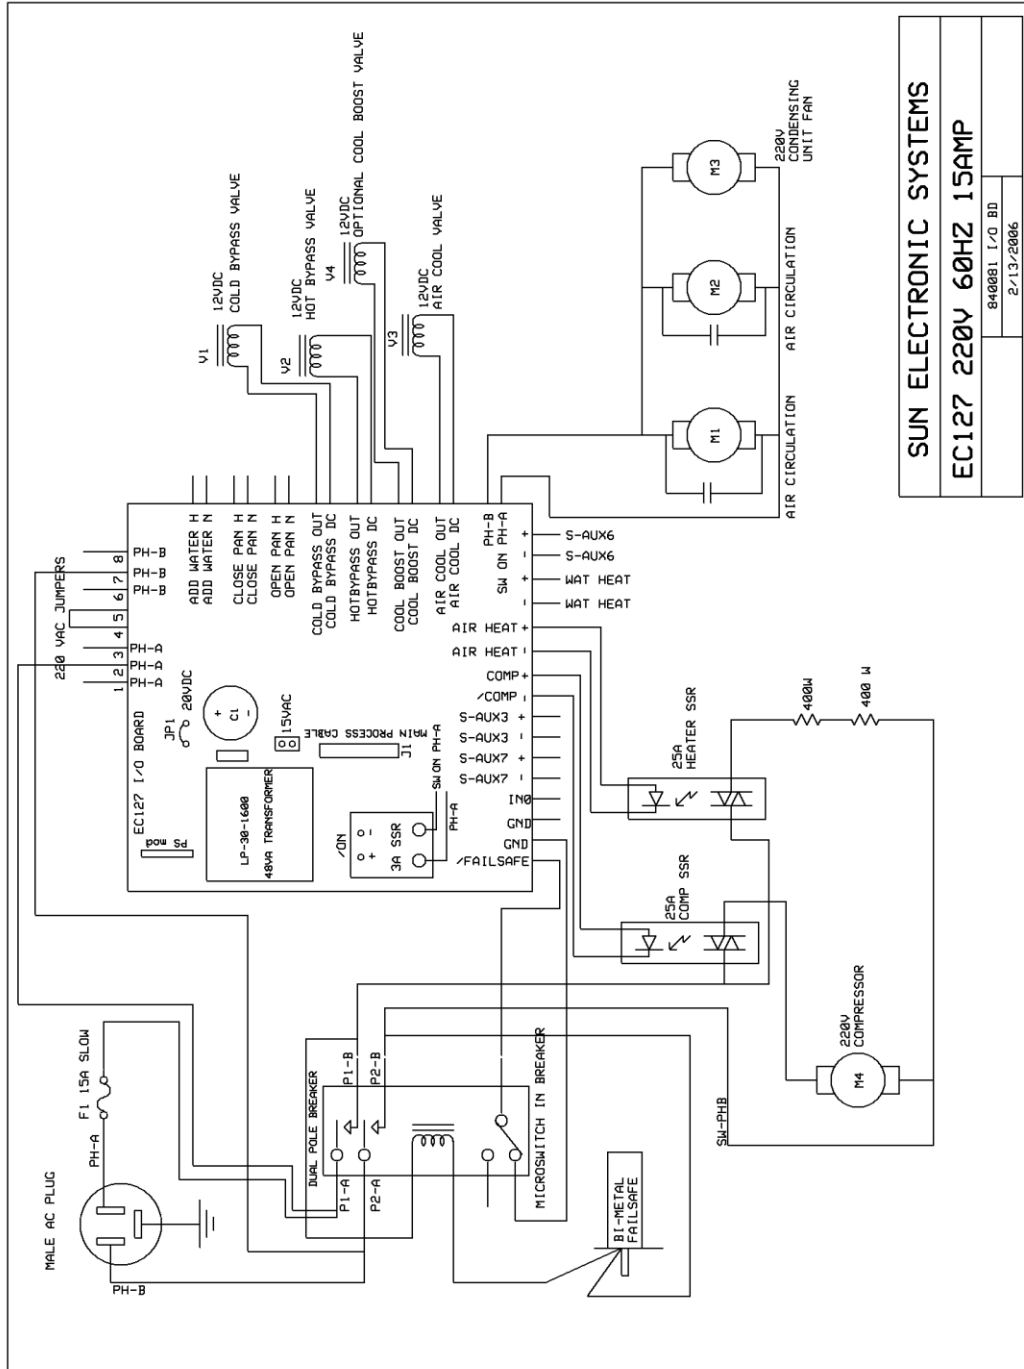 SUN ELECTRONIC SYSTEMS
EC127 220V 60HZ 15AMP
840081 I/O BD
2/13/2006
MALE AC PLUG
PH-A
PH-B
F1 15A SLOW
DUAL POLE BREAKER
P1-A
P1-B
P2-A
P2-B
MICROSWITCH IN BREAKER
BI-METAL
FAILSAFE
SW-PHB
220V
COMPRESSOR
M4
25A
COMP SSR
25A
HEATER SSR
400W
400 W
220 VAC JUMPERS
1
2
3
4
5
6
7
8
PH-A
PH-A
PH-A
PH-B
PH-B
PH-B
EC127 I/O BOARD
PS mod
JP1
20VDC
LP-30-1600
48VA TRANSFORMER
+
C1
-
15VAC
MAIN PROCESS CABLE
J1
/ON
+
-
3A SSR
SW ON PH-A
PH-A
ADD WATER H
ADD WATER N
CLOSE PAN H
CLOSE PAN N
OPEN PAN H
OPEN PAN N
COLD BYPASS OUT
COLD BYPASS DC
HOTBYPASS OUT
HOTBYPASS DC
COOL BOOST OUT
COOL BOOST DC
AIR COOL OUT
AIR COOL DC
PH-B
SW ON PH-A
/FAILSAFE
GND
GND
IN0
S-AUX7 -
S-AUX7 +
S-AUX3 -
S-AUX3 +
/COMP -
COMP+
AIR HEAT -
AIR HEAT +
- WAT HEAT
+ WAT HEAT
- S-AUX6
+ S-AUX6
V1
12VDC
COLD BYPASS VALVE
V2
12VDC
HOT BYPASS VALVE
V4
12VDC
OPTIONAL COOL BOOST VALVE
V3
12VDC
AIR COOL VALVE
M1
AIR CIRCULATION
M2
AIR CIRCULATION
M3
220V
CONDENSING
UNIT FAN